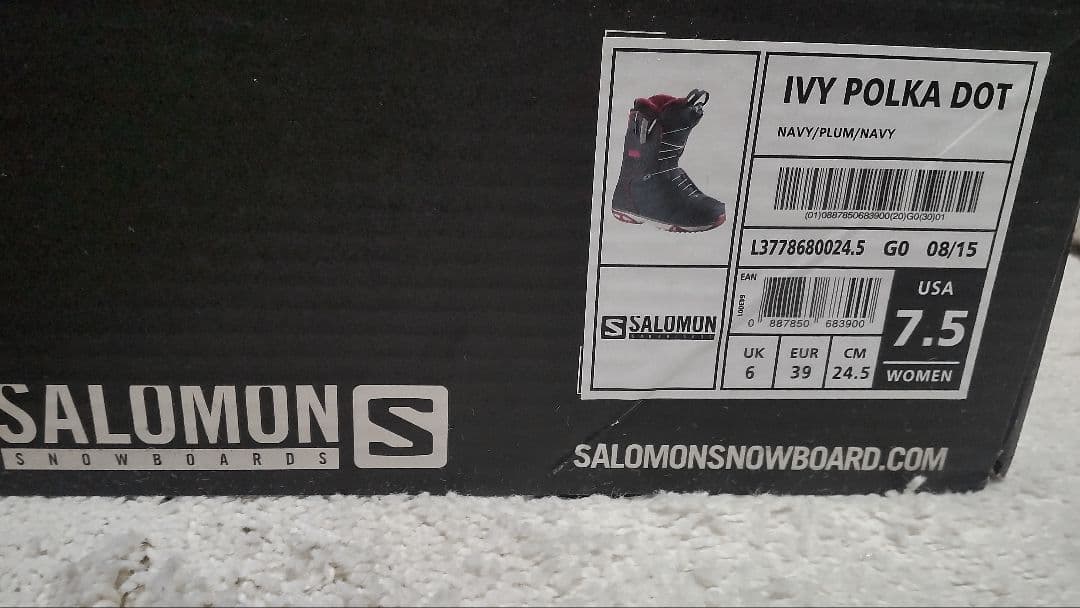 IVY POLKA DOT
NAVY/PLUM/NAVY
(01)0887850683900(20)G0(30)01
L3778680024.5 G0 08/15
EAN
0 887850 683900
USA
7.5
WOMEN
UK EUR CM
6 39 24.5
SALOMON
SALOMON
SNOWBOARDS
SALOMONSNOWBOARD.COM